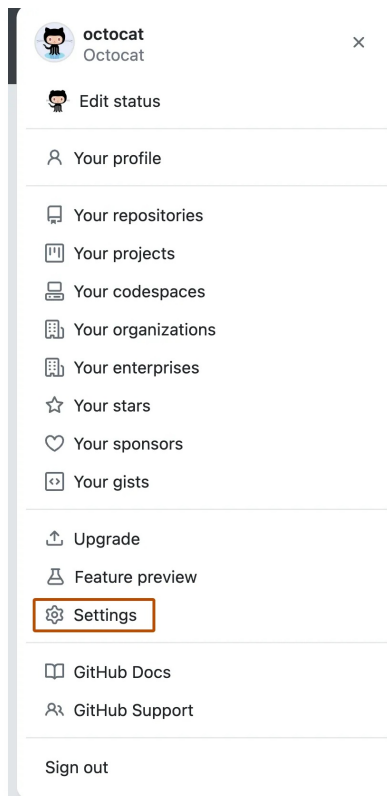 octocat
Octocat
Edit status
Your profile
Your repositories
Your projects
Your codespaces
Your organizations
Your enterprises
Your stars
Your sponsors
Your gists
Upgrade
Feature preview
Settings
GitHub Docs
GitHub Support
Sign out